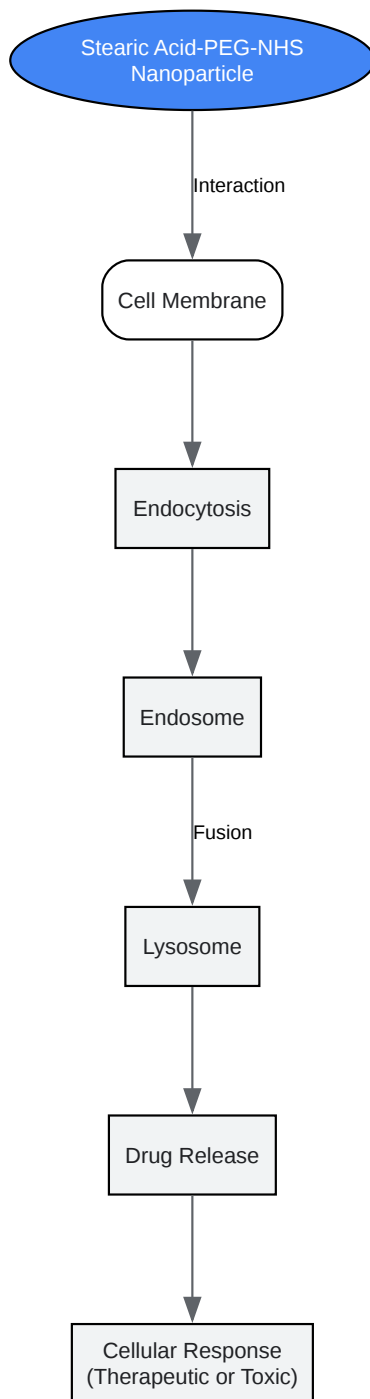 Stearic Acid-PEG-NHS
Nanoparticle
Interaction
Cell Membrane
Endocytosis
Endosome
Fusion
Lysosome
Drug Release
Cellular Response
(Therapeutic or Toxic)